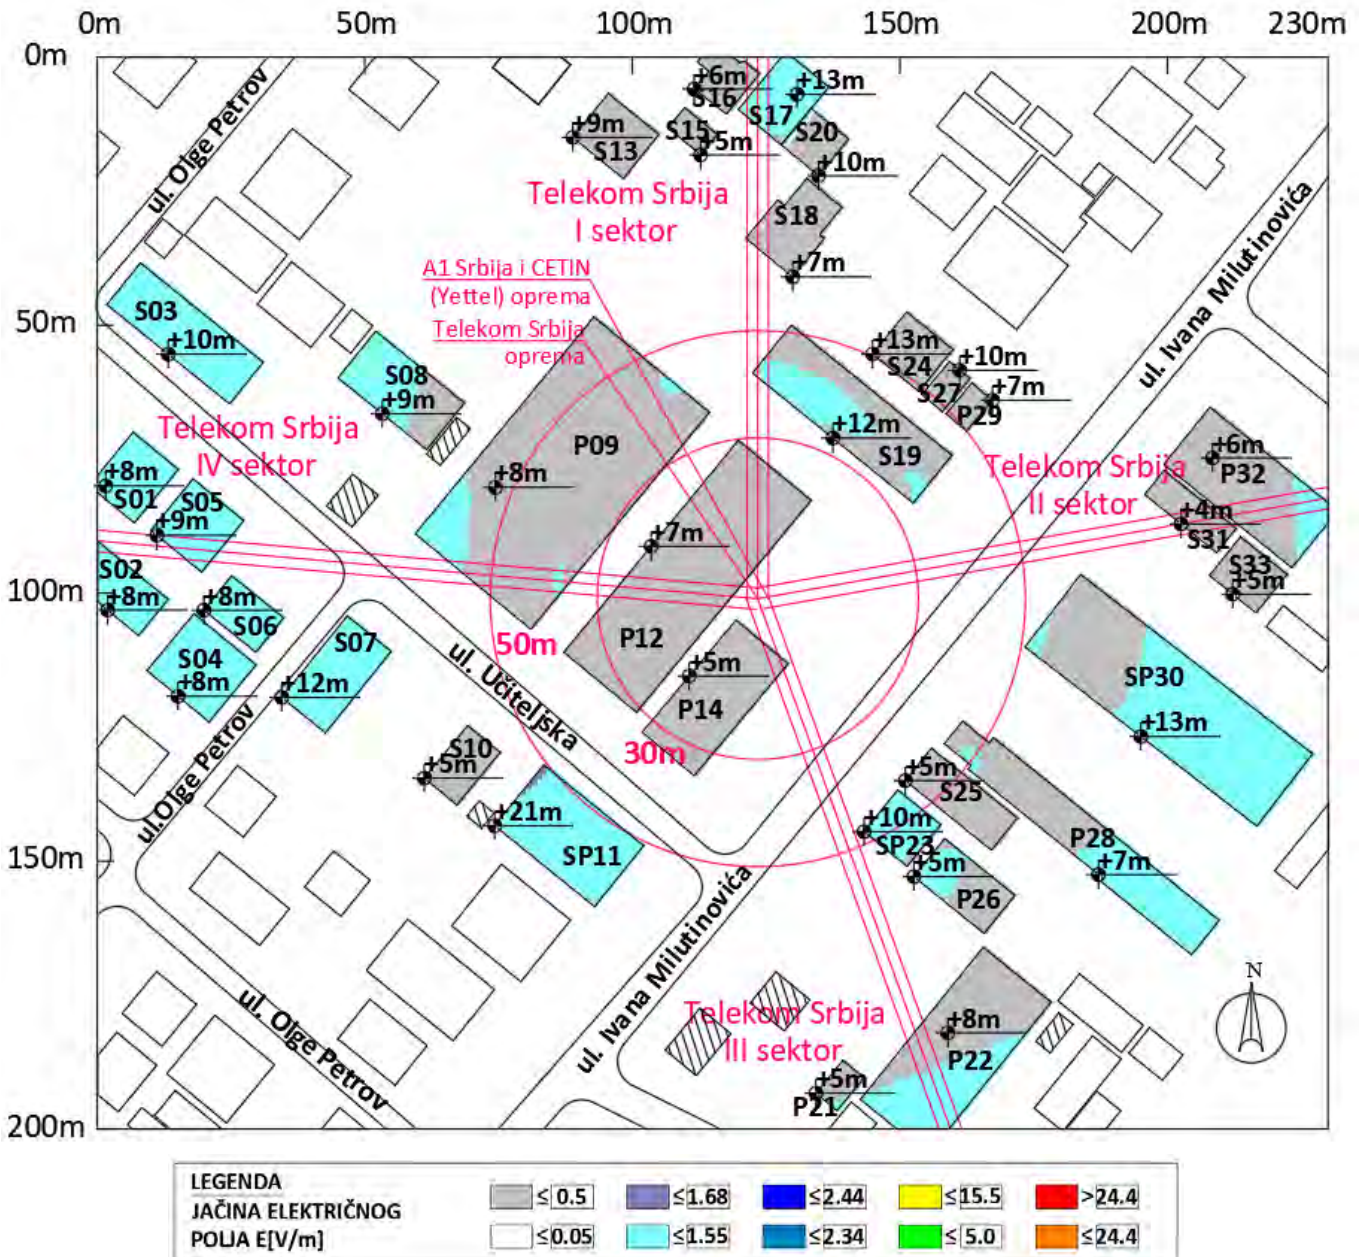 0m 50m 100m 150m 200m 230m
0m
50m
100m
150m
200m
ul. Olge Petrov
+6m
S16
+13m
S17
+9m
S13
S15
+5m
S20
+10m
Telekom Srbija
I sektor
S18
+7m
A1 Srbija i CETIN
(Yettel) oprema
Telekom Srbija
oprema
ul. Ivana Milutinovića
S03
+10m
S08
+9m
+13m
S24
+10m
S27
+7m
P29
+12m
S19
P09
+8m
Telekom Srbija
IV sektor
+8m
S01
S05
+9m
Telekom Srbija
II sektor
+6m
P32
+4m
S31
S33
+5m
+7m
P12
S02
+8m
+8m
S06
S04
+8m
S07
+12m
50m
30m
ul. Učiteljska
+5m
P14
SP30
+13m
ul.Olge Petrov
S10
+5m
+21m
SP11
+5m
S25
+10m
SP23
+5m
P26
P28
+7m
ul. Ivana Milutinovića
ul. Olge Petrov
Telekom Srbija
III sektor
+8m
P22
+5m
P21
N
LEGENDA
JAČINA ELEKTRIČNOG
POLJA E[V/m]
≤0.5 ≤1.68 ≤2.44 ≤15.5 >24.4
≤0.05 ≤1.55 ≤2.34 ≤ 5.0 ≤24.4